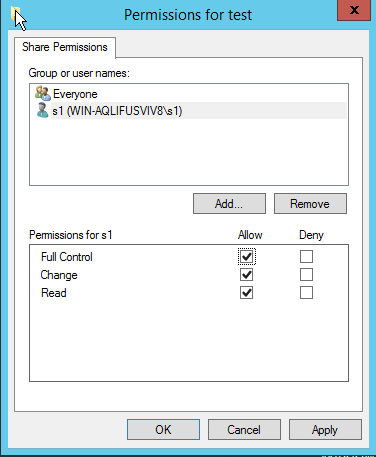 Permissions for test
x
Share Permissions
Group or user names:
Everyone
s1 (WIN-AQLIFUSVIV8\s1)
Add... Remove
Permissions for s1 Allow Deny
Full Control
Change
Read
OK Cancel Apply